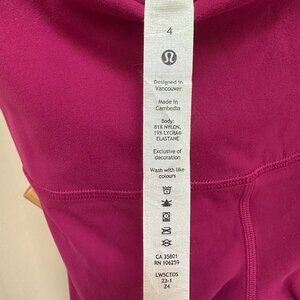 4
Designed in
Vancouver
Made in
Cambodia
Body:
81% NYLON,
19% LYCRA®
ELASTANE
Exclusive of
decoration
Wash with like
colours
CA 35801
RN 106259
LW5CTOS
23-1
Z4